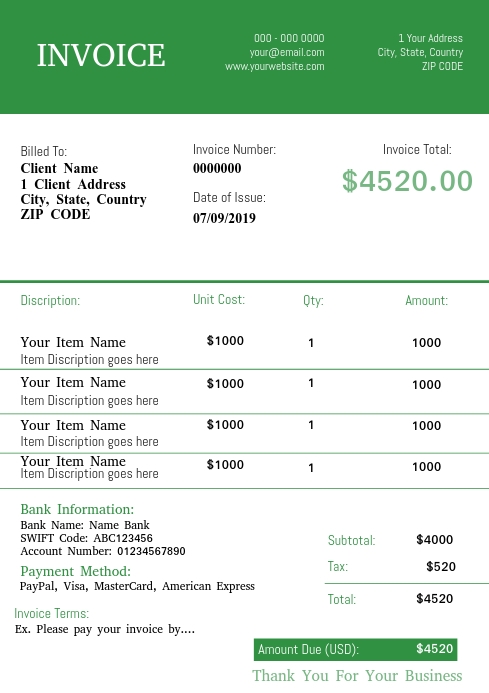 INVOICE
000 - 000 0000
your@email.com
www.yourwebsite.com
1 Your Address
City, State, Country
ZIP CODE
Billed To:
Client Name
1 Client Address
City, State, Country
ZIP CODE
Invoice Number:
0000000
Date of Issue:
07/09/2019
Invoice Total:
$4520.00
Discription: Unit Cost: Qty: Amount:
Your Item Name $1000 1 1000
Item Discription goes here
Your Item Name $1000 1 1000
Item Discription goes here
Your Item Name $1000 1 1000
Item Discription goes here
Your Item Name $1000 1 1000
Item Discription goes here
Bank Information:
Bank Name: Name Bank
SWIFT Code: ABC123456
Account Number: 01234567890
Payment Method:
PayPal, Visa, MasterCard, American Express
Invoice Terms:
Ex. Please pay your invoice by....
Subtotal: $4000
Tax: $520
Total: $4520
Amount Due (USD): $4520
Thank You For Your Business